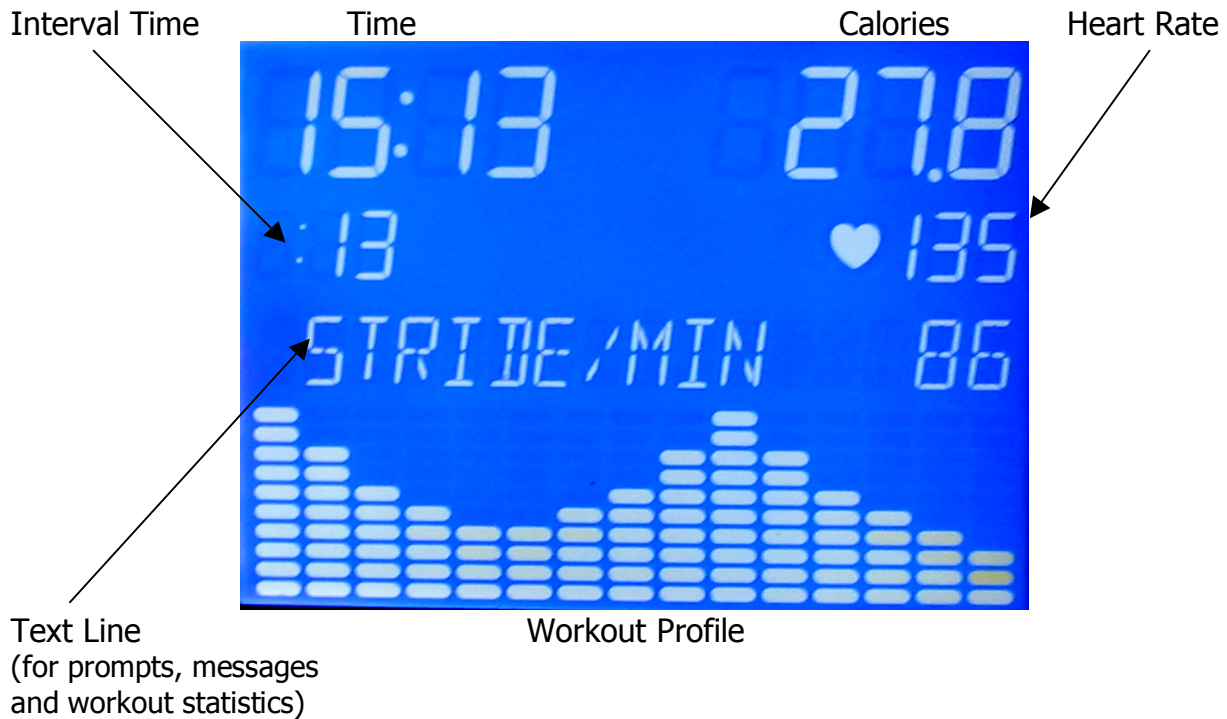 Interval Time Time Calories Heart Rate
15:13 27.8
:13 135
STRIDE/MIN 86
Text Line
(for prompts, messages
and workout statistics)
Workout Profile